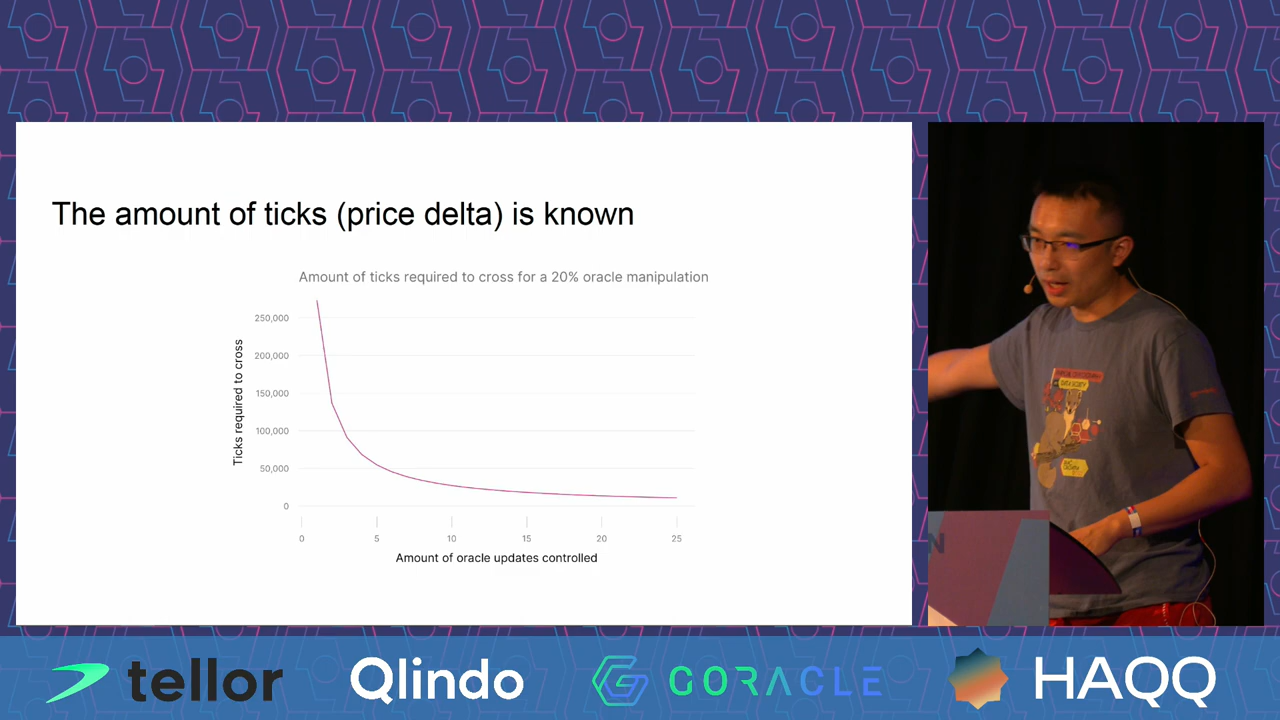 The amount of ticks (price delta) is known
Amount of ticks required to cross for a 20% oracle manipulation
Ticks required to cross
250,000
200,000
150,000
100,000
50,000
0
0 5 10 15 20 25
Amount of oracle updates controlled
N
tellor
Qlindo
GORACLE
HAQQ